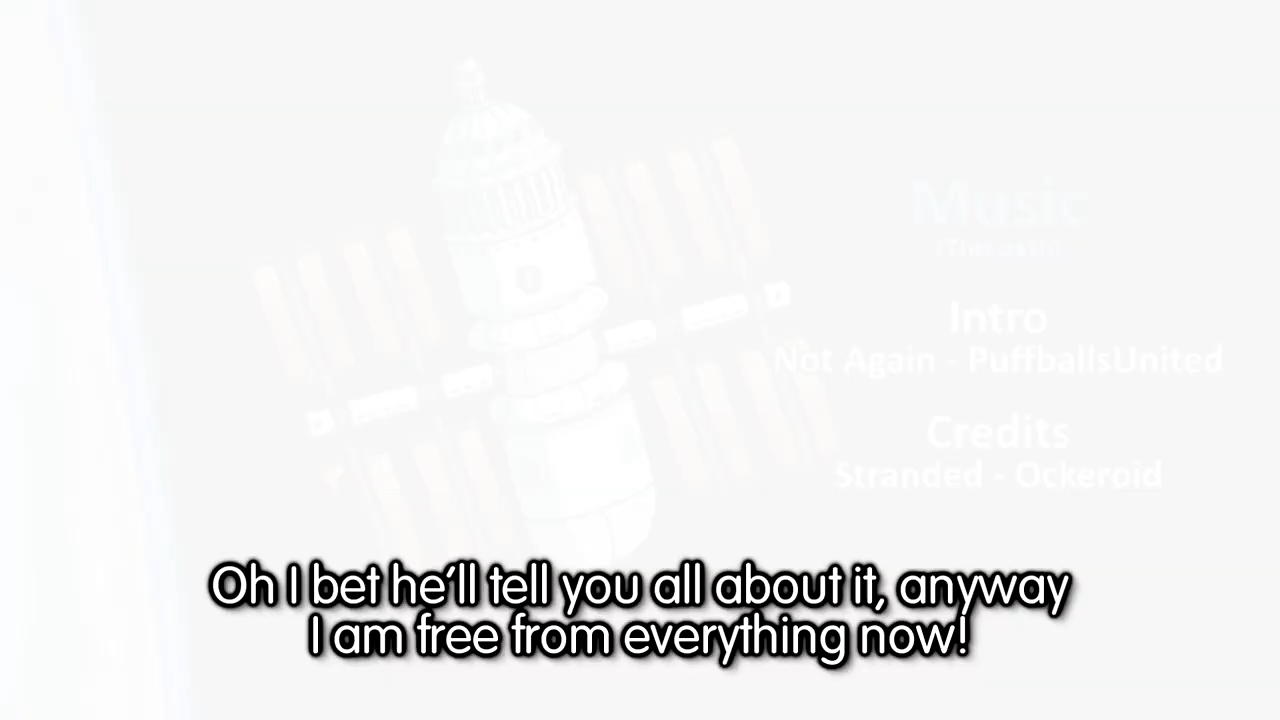 Music
Intro
Not Again - PuffballsUnited
Credits
Stranded - Ockeroid
Oh I bet he'll tell you all about it, anyway
I am free from everything now!